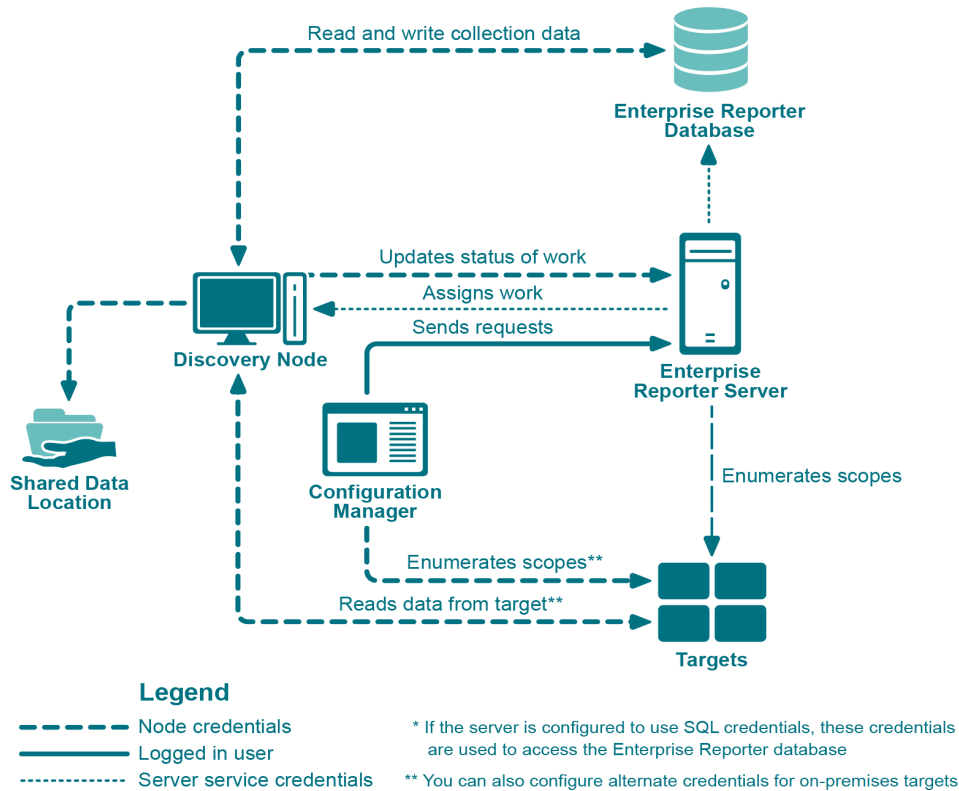 Read and write collection data
Enterprise Reporter
Database
Updates status of work
Assigns work
Sends requests
Discovery Node
Enterprise
Reporter Server
Shared Data
Location
Configuration
Manager
Enumerates scopes
Enumerates scopes**
Reads data from target**
Targets
Legend
Node credentials
Logged in user
Server service credentials
* If the server is configured to use SQL credentials, these credentials
are used to access the Enterprise Reporter database
** You can also configure alternate credentials for on-premises targets